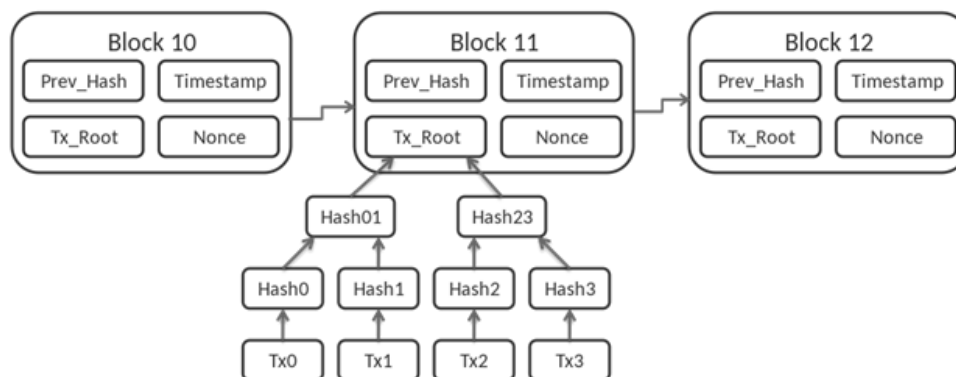 Block 10
Block 11
Block 12
Prev_Hash Timestamp
Prev_Hash Timestamp
Prev_Hash Timestamp
Tx_Root Nonce
Tx_Root Nonce
Tx_Root Nonce
Hash01 Hash23
Hash0 Hash1 Hash2 Hash3
Tx0 Tx1 Tx2 Tx3